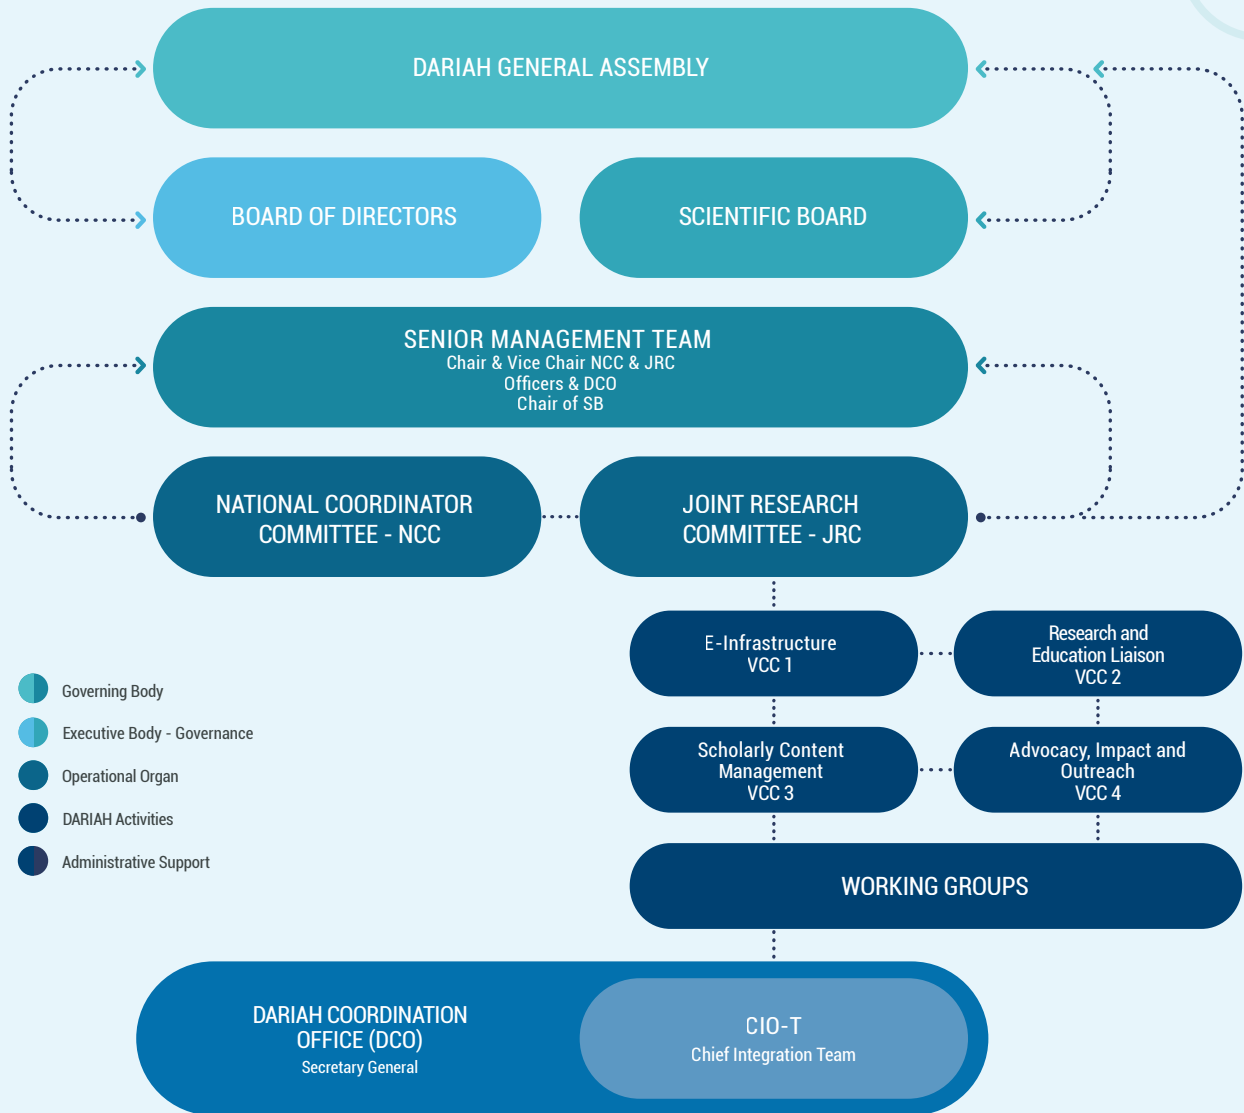 DARIAH GENERAL ASSEMBLY
BOARD OF DIRECTORS
SCIENTIFIC BOARD
SENIOR MANAGEMENT TEAM
Chair & Vice Chair NCC & JRC
Officers & DCO
Chair of SB
NATIONAL COORDINATOR
COMMITTEE - NCC
JOINT RESEARCH
COMMITTEE - JRC
E-Infrastructure
VCC 1
Research and
Education Liaison
VCC 2
Scholarly Content
Management
VCC 3
Advocacy, Impact and
Outreach
VCC 4
WORKING GROUPS
Governing Body
Executive Body - Governance
Operational Organ
DARIAH Activities
Administrative Support
DARIAH COORDINATION
OFFICE (DCO)
Secretary General
CIO-T
Chief Integration Team